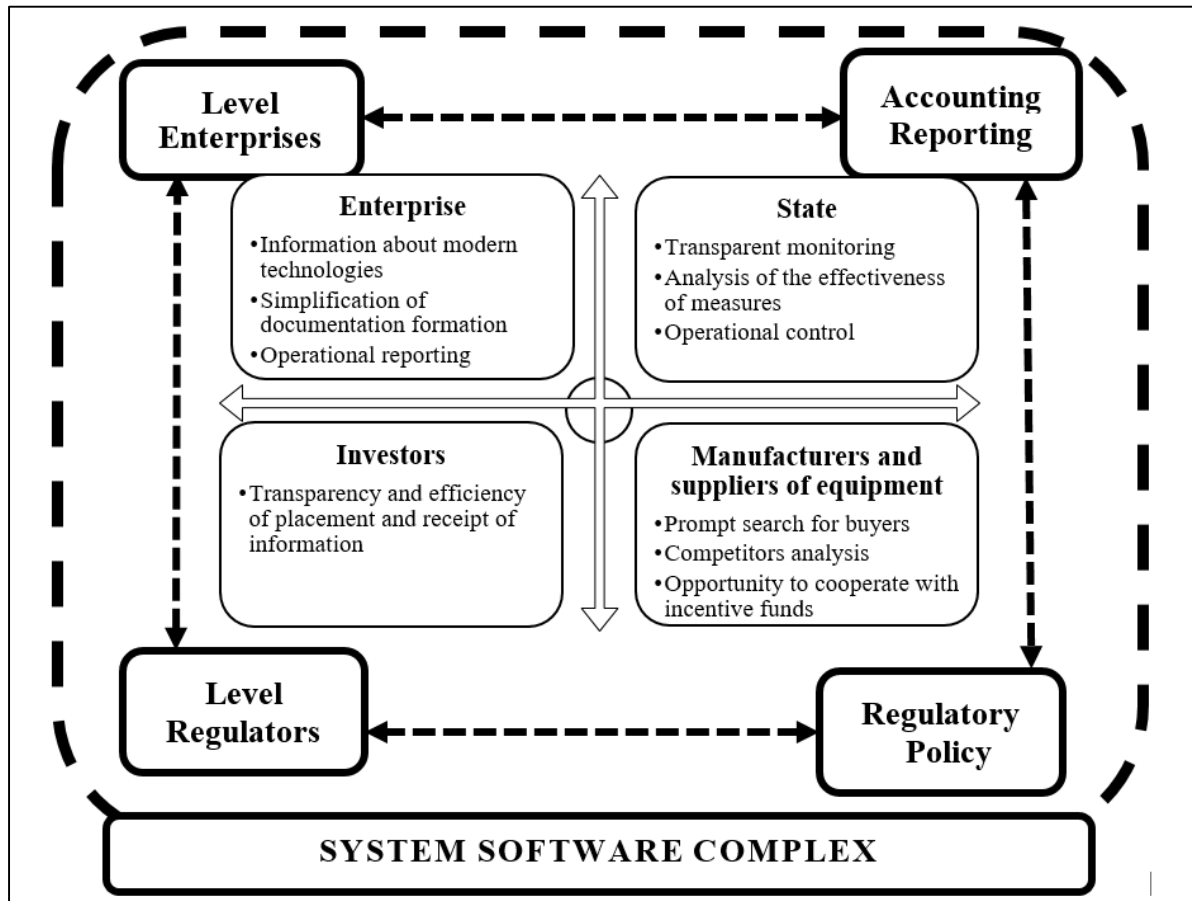 Level
Enterprises
Accounting
Reporting
Enterprise
•Information about modern
technologies
•Simplification of
documentation formation
•Operational reporting
State
•Transparent monitoring
•Analysis of the effectiveness
of measures
•Operational control
Investors
•Transparency and efficiency
of placement and receipt of
information
Manufacturers and
suppliers of equipment
•Prompt search for buyers
•Competitors analysis
•Opportunity to cooperate with
incentive funds
Level
Regulators
Regulatory
Policy
SYSTEM SOFTWARE COMPLEX